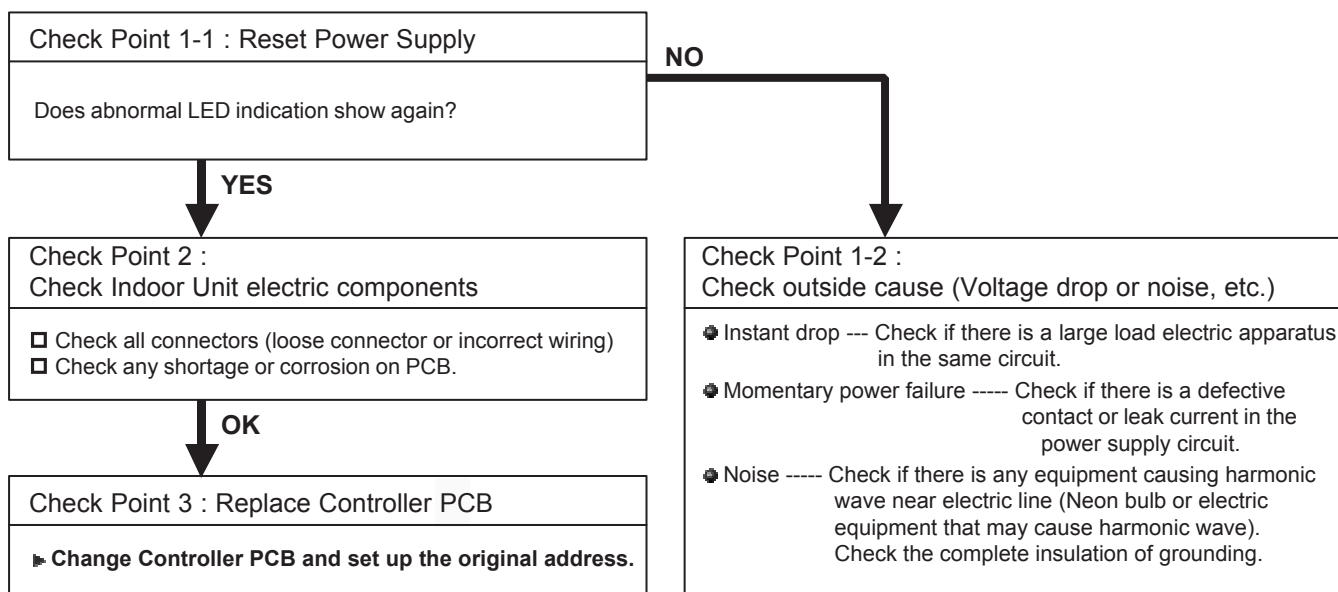 Check Point 1-1 : Reset Power Supply
Does abnormal LED indication show again?
NO
YES
Check Point 2 :
Check Indoor Unit electric components
Check all connectors (loose connector or incorrect wiring)
Check any shortage or corrosion on PCB.
OK
Check Point 3 : Replace Controller PCB
Change Controller PCB and set up the original address.
Check Point 1-2 :
Check outside cause (Voltage drop or noise, etc.)
Instant drop --- Check if there is a large load electric apparatus
in the same circuit.
Momentary power failure ----- Check if there is a defective
contact or leak current in the
power supply circuit.
Noise ----- Check if there is any equipment causing harmonic
wave near electric line (Neon bulb or electric
equipment that may cause harmonic wave).
Check the complete insulation of grounding.